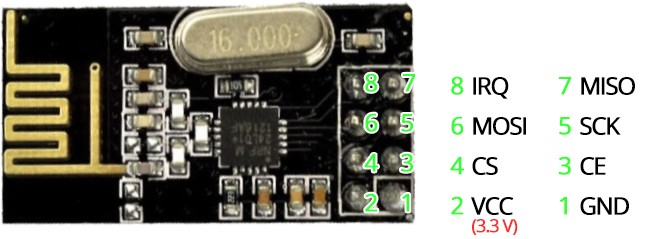 16.000
8 7
6 5
4 3
2 1
8 IRQ 7 MISO
6 MOSI 5 SCK
4 CS 3 CE
2 VCC 1 GND
(3.3 V)